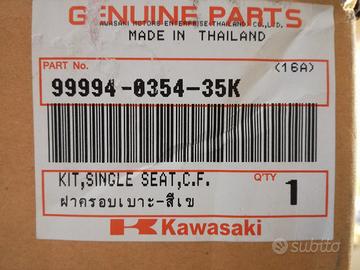 GENUINE PARTS
KAWASAKI MOTORS ENTERPRISE(THAILAND)CO.,LTD.
MADE IN THAILAND
PART No.
(16A)
99994-0354-35K
KIT,SINGLE SEAT,C.F.
Q'TY
1
ฝาครอบเบาะ-สีเข
Kawasaki
subito